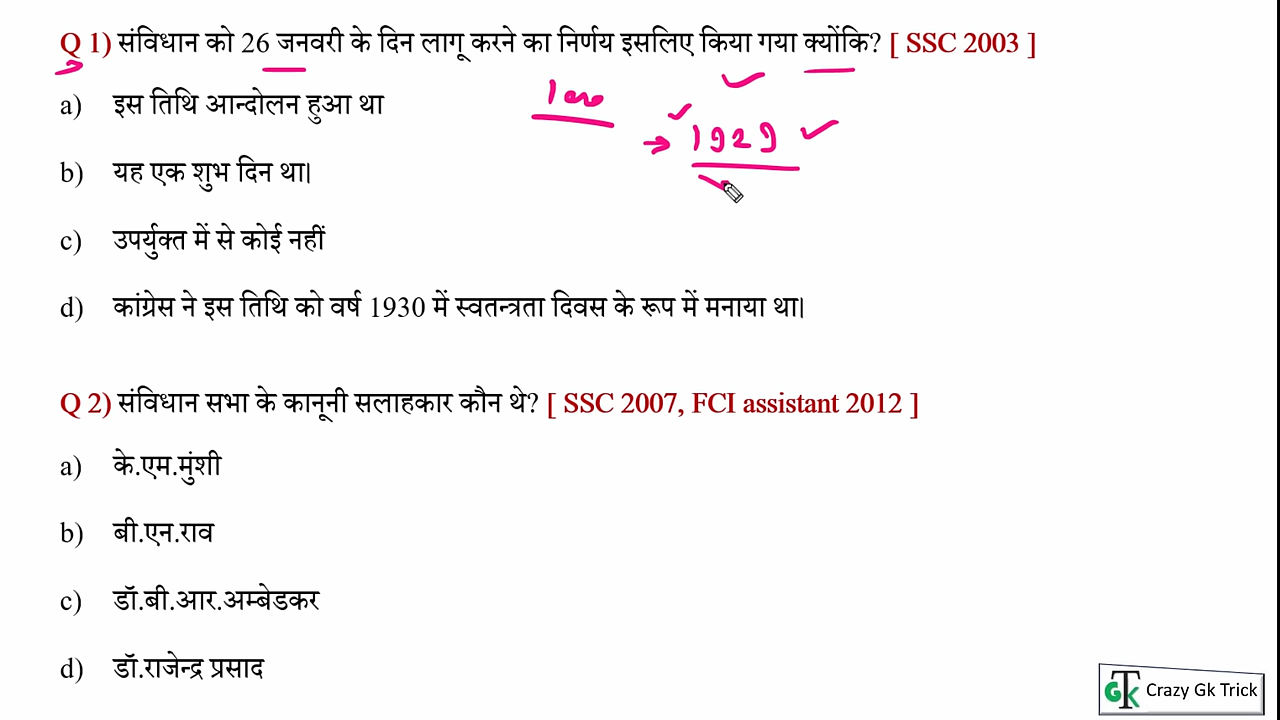 Q 1) संविधान को 26 जनवरी के दिन लागू करने का निर्णय इसलिए किया गया क्योंकि? [ SSC 2003 ]
a) इस तिथि आन्दोलन हुआ था
1929
b) यह एक शुभ दिन था।
c) उपर्युक्त में से कोई नहीं
d) कांग्रेस ने इस तिथि को वर्ष 1930 में स्वतन्त्रता दिवस के रूप में मनाया था।
Q 2) संविधान सभा के कानूनी सलाहकार कौन थे? [ SSC 2007, FCI assistant 2012 ]
a) के.एम.मुंशी
b) बी.एन.राव
c) डॉ.बी.आर.अम्बेडकर
d) डॉ.राजेन्द्र प्रसाद
GTK Crazy Gk Trick